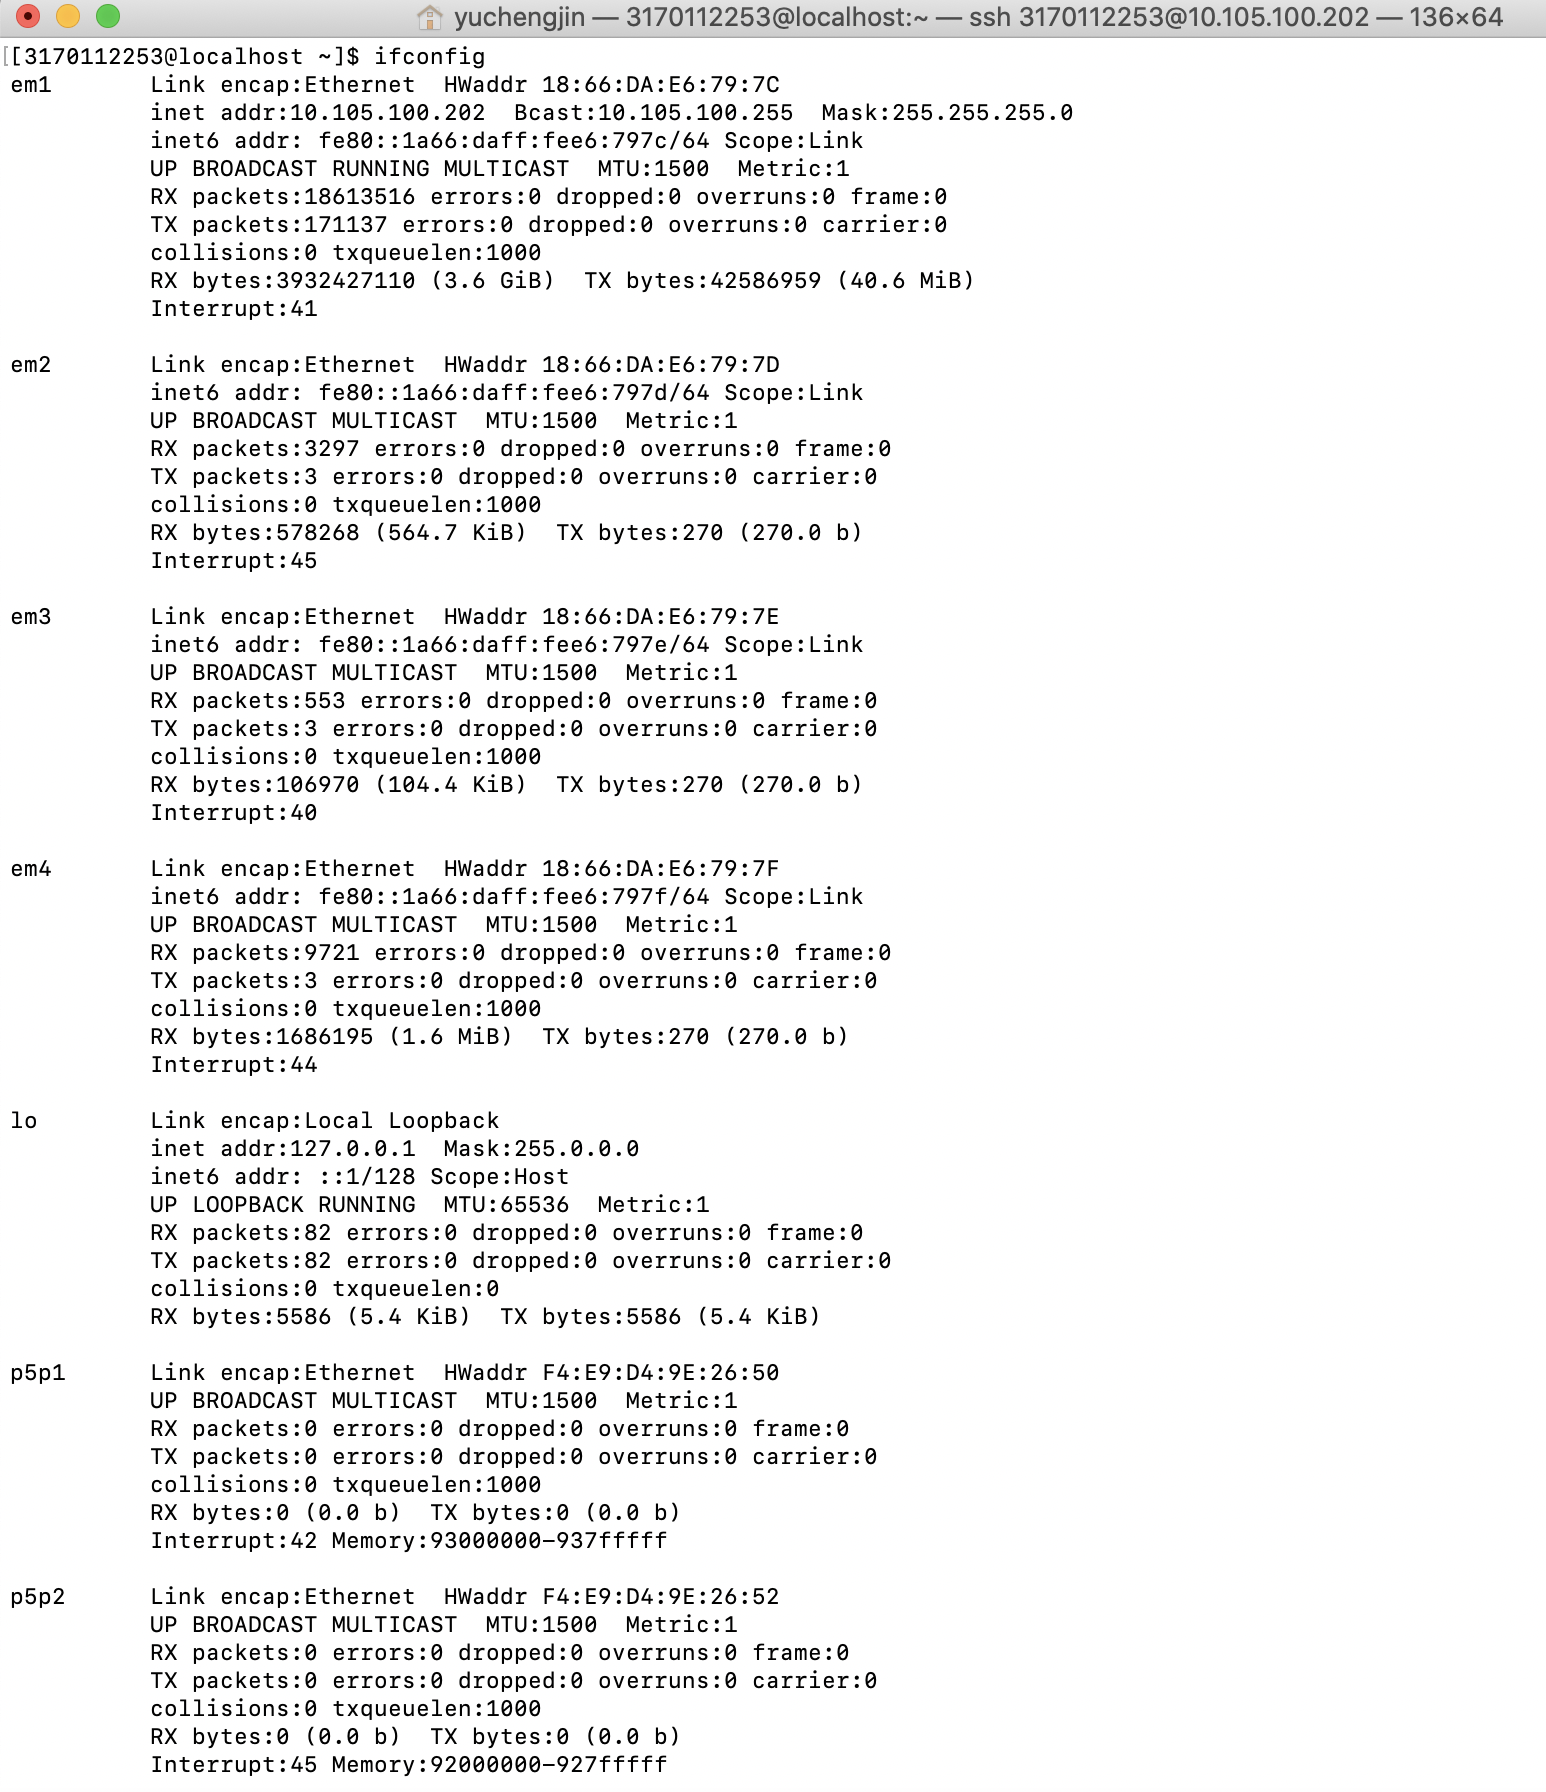 yuchengjin — 3170112253@localhost:~ — ssh 3170112253@10.105.100.202 — 136×64
[[3170112253@localhost ~]$ ifconfig
em1       Link encap:Ethernet  HWaddr 18:66:DA:E6:79:7C
          inet addr:10.105.100.202  Bcast:10.105.100.255  Mask:255.255.255.0
          inet6 addr: fe80::1a66:daff:fee6:797c/64 Scope:Link
          UP BROADCAST RUNNING MULTICAST  MTU:1500  Metric:1
          RX packets:18613516 errors:0 dropped:0 overruns:0 frame:0
          TX packets:171137 errors:0 dropped:0 overruns:0 carrier:0
          collisions:0 txqueuelen:1000
          RX bytes:3932427110 (3.6 GiB)  TX bytes:42586959 (40.6 MiB)
          Interrupt:41

em2       Link encap:Ethernet  HWaddr 18:66:DA:E6:79:7D
          inet6 addr: fe80::1a66:daff:fee6:797d/64 Scope:Link
          UP BROADCAST MULTICAST  MTU:1500  Metric:1
          RX packets:3297 errors:0 dropped:0 overruns:0 frame:0
          TX packets:3 errors:0 dropped:0 overruns:0 carrier:0
          collisions:0 txqueuelen:1000
          RX bytes:578268 (564.7 KiB)  TX bytes:270 (270.0 b)
          Interrupt:45

em3       Link encap:Ethernet  HWaddr 18:66:DA:E6:79:7E
          inet6 addr: fe80::1a66:daff:fee6:797e/64 Scope:Link
          UP BROADCAST MULTICAST  MTU:1500  Metric:1
          RX packets:553 errors:0 dropped:0 overruns:0 frame:0
          TX packets:3 errors:0 dropped:0 overruns:0 carrier:0
          collisions:0 txqueuelen:1000
          RX bytes:106970 (104.4 KiB)  TX bytes:270 (270.0 b)
          Interrupt:40

em4       Link encap:Ethernet  HWaddr 18:66:DA:E6:79:7F
          inet6 addr: fe80::1a66:daff:fee6:797f/64 Scope:Link
          UP BROADCAST MULTICAST  MTU:1500  Metric:1
          RX packets:9721 errors:0 dropped:0 overruns:0 frame:0
          TX packets:3 errors:0 dropped:0 overruns:0 carrier:0
          collisions:0 txqueuelen:1000
          RX bytes:1686195 (1.6 MiB)  TX bytes:270 (270.0 b)
          Interrupt:44

lo        Link encap:Local Loopback
          inet addr:127.0.0.1  Mask:255.0.0.0
          inet6 addr: ::1/128 Scope:Host
          UP LOOPBACK RUNNING  MTU:65536  Metric:1
          RX packets:82 errors:0 dropped:0 overruns:0 frame:0
          TX packets:82 errors:0 dropped:0 overruns:0 carrier:0
          collisions:0 txqueuelen:0
          RX bytes:5586 (5.4 KiB)  TX bytes:5586 (5.4 KiB)

p5p1      Link encap:Ethernet  HWaddr F4:E9:D4:9E:26:50
          UP BROADCAST MULTICAST  MTU:1500  Metric:1
          RX packets:0 errors:0 dropped:0 overruns:0 frame:0
          TX packets:0 errors:0 dropped:0 overruns:0 carrier:0
          collisions:0 txqueuelen:1000
          RX bytes:0 (0.0 b)  TX bytes:0 (0.0 b)
          Interrupt:42 Memory:93000000-937fffff

p5p2      Link encap:Ethernet  HWaddr F4:E9:D4:9E:26:52
          UP BROADCAST MULTICAST  MTU:1500  Metric:1
          RX packets:0 errors:0 dropped:0 overruns:0 frame:0
          TX packets:0 errors:0 dropped:0 overruns:0 carrier:0
          collisions:0 txqueuelen:1000
          RX bytes:0 (0.0 b)  TX bytes:0 (0.0 b)
          Interrupt:45 Memory:92000000-927fffff